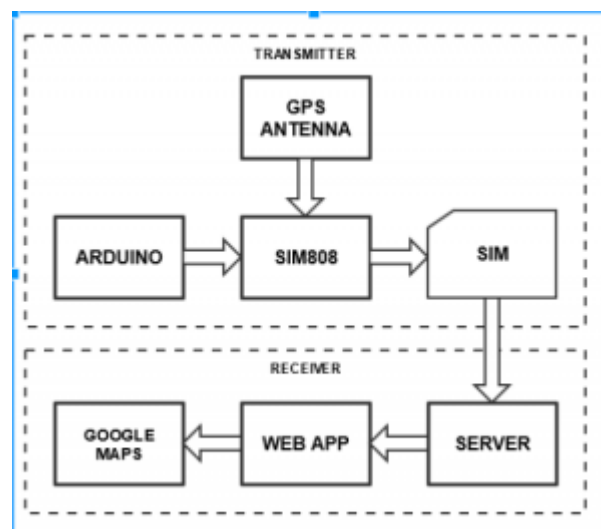 TRANSMITTER
GPS
ANTENNA
ARDUINO
SIM808
SIM
RECEIVER
GOOGLE
MAPS
WEB APP
SERVER